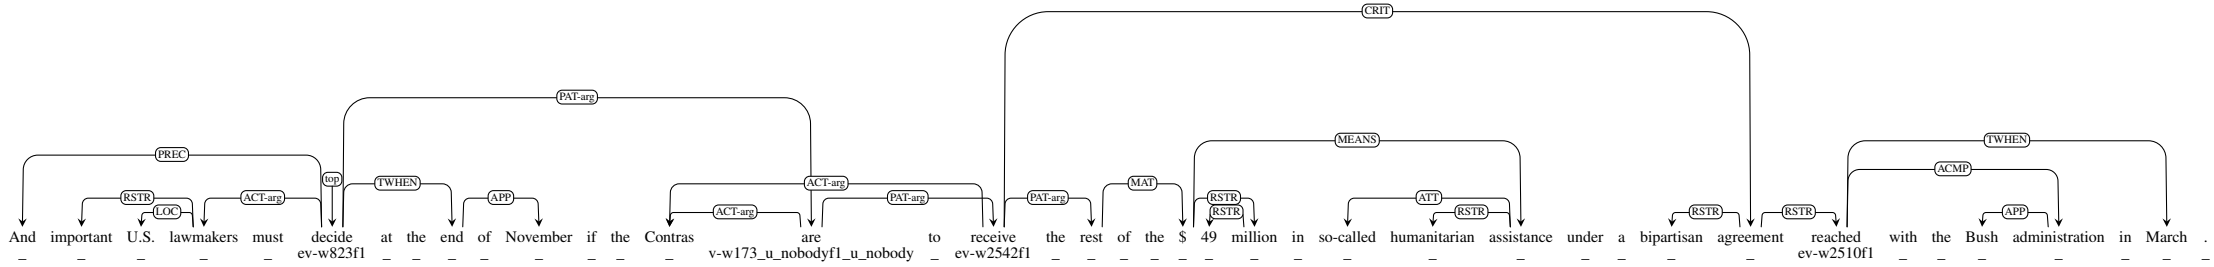 CRIT
PAT-arg
MEANS TWHEN
PREC ACMP
top TWHEN ACT-arg MAT
RSTR ACT-arg APP PAT-arg PAT-arg RSTR ATT
LOC ACT-arg RSTR RSTR RSTR RSTR APP
And important U.S. lawmakers must decide at the end of November if the Contras are to receive the rest of the $ 49 million in so-called humanitarian assistance under a bipartisan agreement reached with the Bush administration in March .
_ _ _ _ _ ev-w823f1 _ _ _ _ _ _ _ _ v-w173_u_nobodyf1_u_nobody _ ev-w2542f1 _ _ _ _ _ _ _ _ _ _ _ _ _ _ _ ev-w2510f1 _ _ _ _ _ _ _